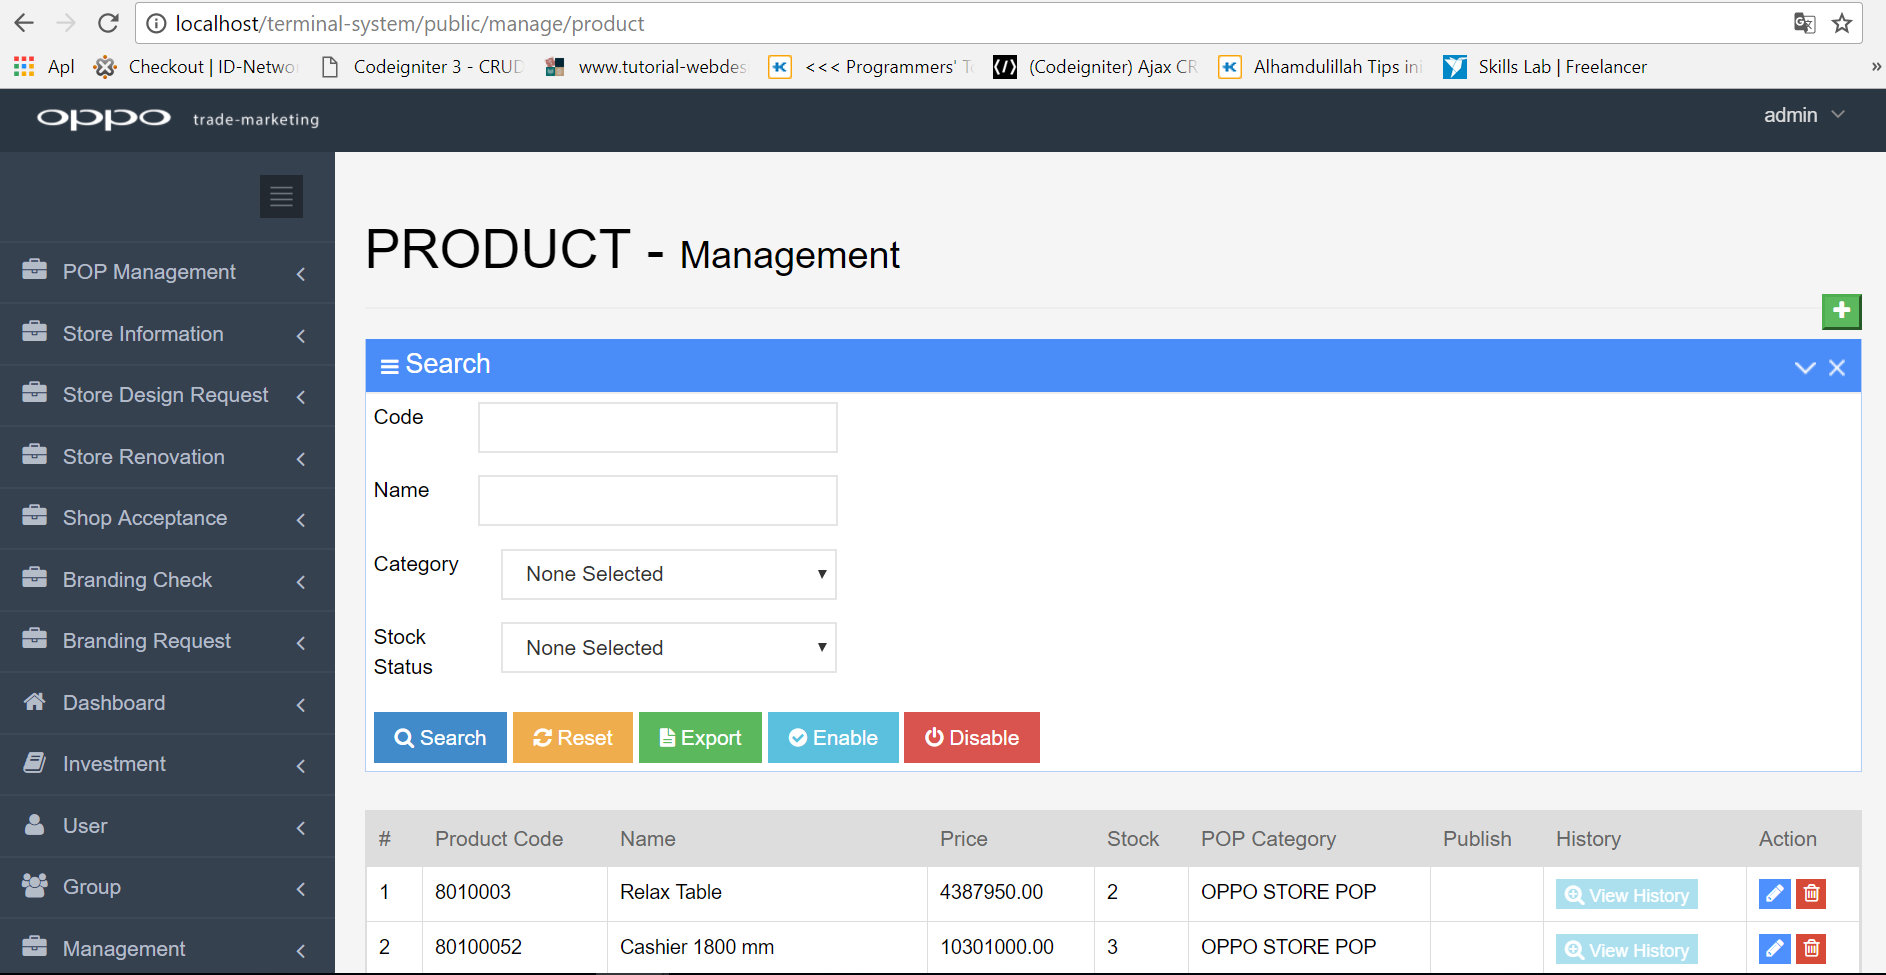 localhost/terminal-system/public/manage/product
Apl Checkout | ID-Netwo Codeigniter 3 - CRUD www.tutorial-webdes <<< Programmers' T (Codeigniter) Ajax CR Alhamdulillah Tips ini Skills Lab | Freelancer »
oppo trade-marketing admin
PRODUCT - Management
POP Management
Store Information
Store Design Request
Store Renovation
Shop Acceptance
Branding Check
Branding Request
Dashboard
Investment
User
Group
Management
Search
Code
Name
Category None Selected
Stock Status None Selected
Search Reset Export Enable Disable
# Product Code Name Price Stock POP Category Publish History Action
1 8010003 Relax Table 4387950.00 2 OPPO STORE POP View History
2 80100052 Cashier 1800 mm 10301000.00 3 OPPO STORE POP View History